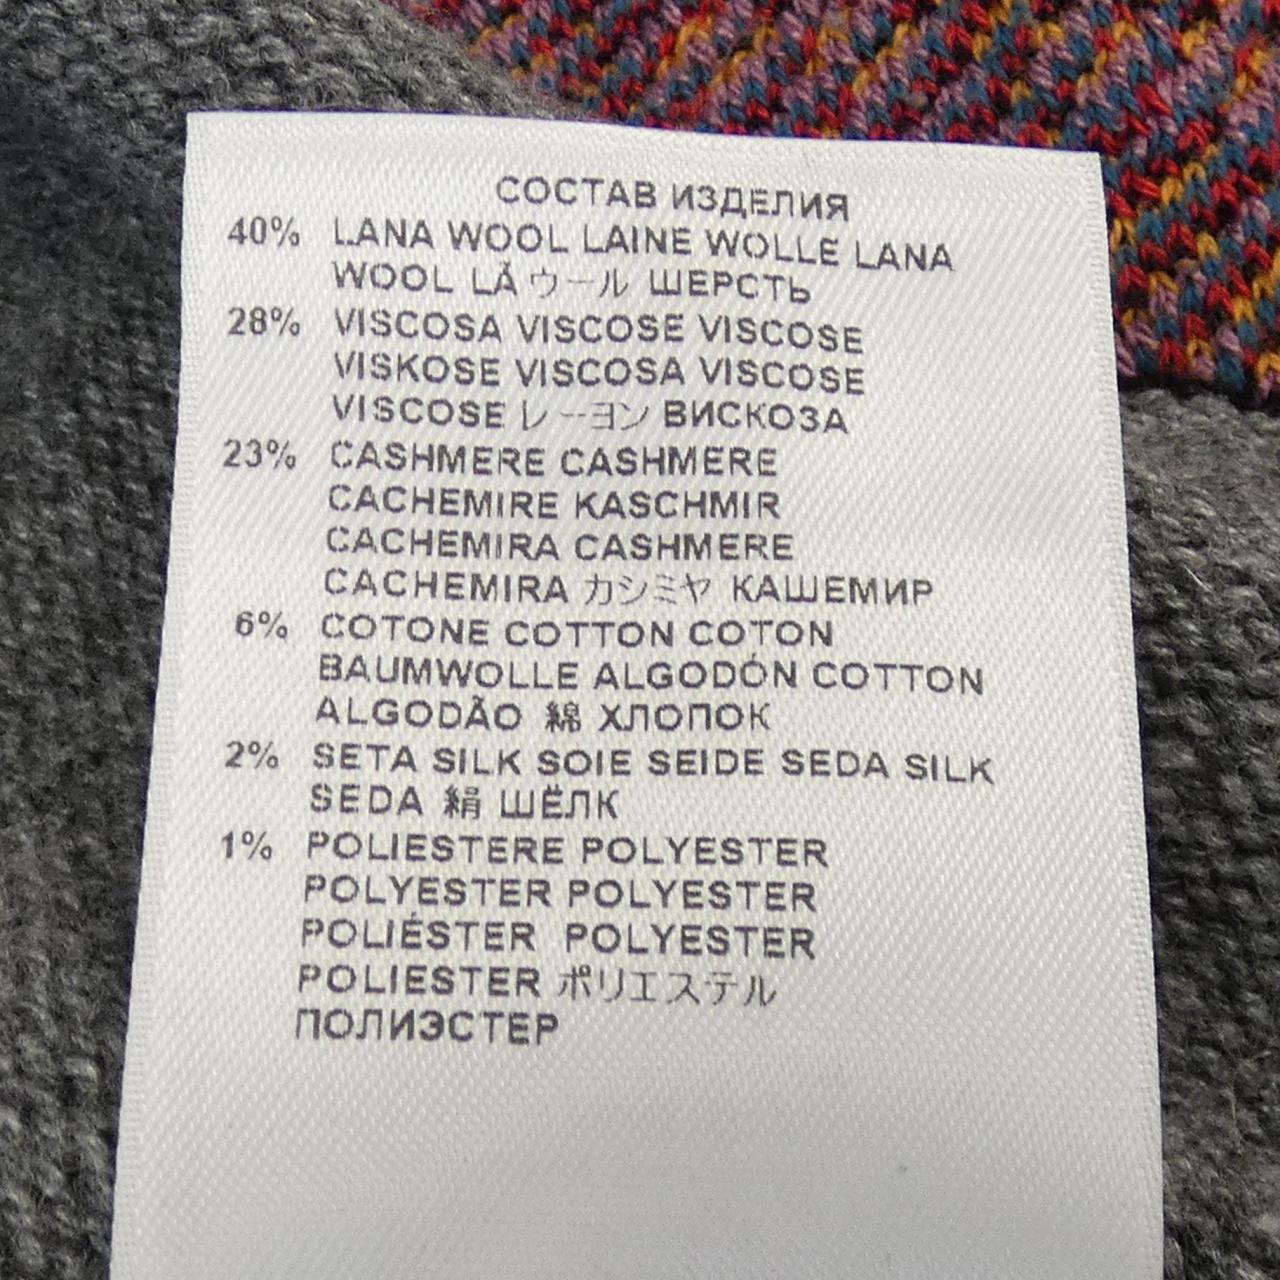 СОСТАВ ИЗДЕЛИЯ
40% LANA WOOL LAINE WOLLE LANA
WOOL LÃ ウール ШЕРСТЬ
28% VISCOSA VISCOSE VISCOSE
VISKOSE VISCOSA VISCOSE
VISCOSE レーヨン ВИСКОЗА
23% CASHMERE CASHMERE
CACHEMIRE KASCHMIR
CACHEMIRA CASHMERE
CACHEMIRA カシミヤ КАШЕМИР
6% COTONE COTTON COTON
BAUMWOLLE ALGODÓN COTTON
ALGODÃO 綿 ХЛОПОК
2% SETA SILK SOIE SEIDE SEDA SILK
SEDA 絹 ШЁЛК
1% POLIESTERE POLYESTER
POLYESTER POLYESTER
POLIÉSTER POLYESTER
POLIESTER ポリエステル
ПОЛИЭСТЕР